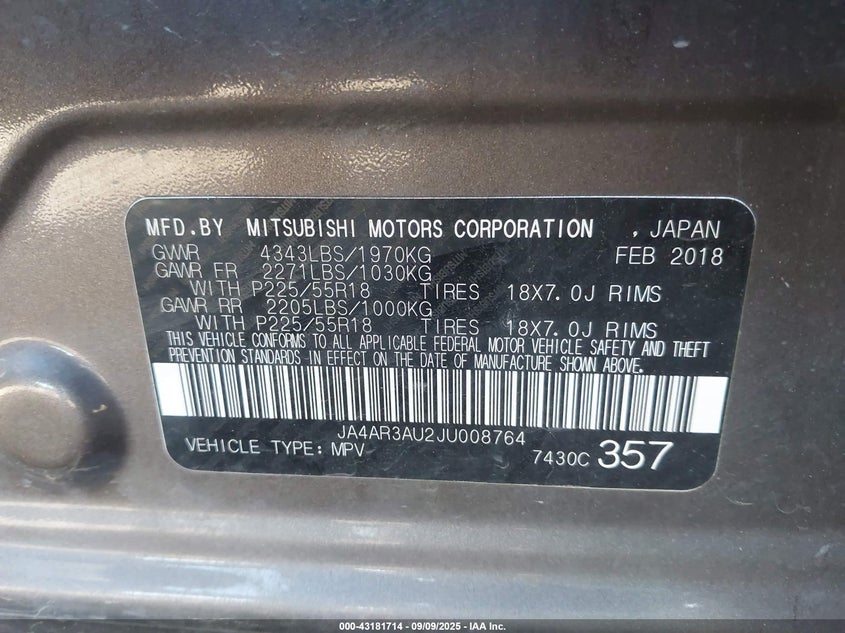 MFD.BY MITSUBISHI MOTORS CORPORATION , JAPAN
GVWR 4343LBS/1970KG FEB 2018
GAWR FR 2271LBS/1030KG
WITH P225/55R18 TIRES 18X7.0J RIMS
GAWR RR 2205LBS/1000KG
WITH P225/55R18 TIRES 18X7.0J RIMS
THIS VEHICLE CONFORMS TO ALL APPLICABLE FEDERAL MOTOR VEHICLE SAFETY AND THEFT
PREVENTION STANDARDS IN EFFECT ON THE DATE OF MANUFACTURE SHOWN ABOVE.
JA4AR3AU2JU008764
VEHICLE TYPE: MPV 7430C 357
000-43181714 - 09/09/2025 - IAA Inc.